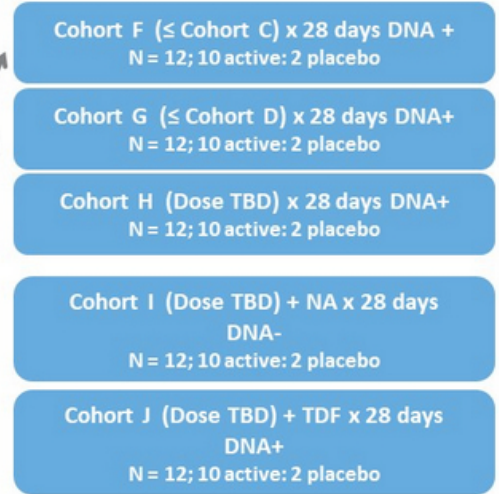 Cohort F (≤ Cohort C) x 28 days DNA +
N = 12; 10 active: 2 placebo
Cohort G (≤ Cohort D) x 28 days DNA+
N = 12; 10 active: 2 placebo
Cohort H (Dose TBD) x 28 days DNA+
N = 12; 10 active: 2 placebo
Cohort I (Dose TBD) + NA x 28 days
DNA-
N = 12; 10 active: 2 placebo
Cohort J (Dose TBD) + TDF x 28 days
DNA+
N = 12; 10 active: 2 placebo